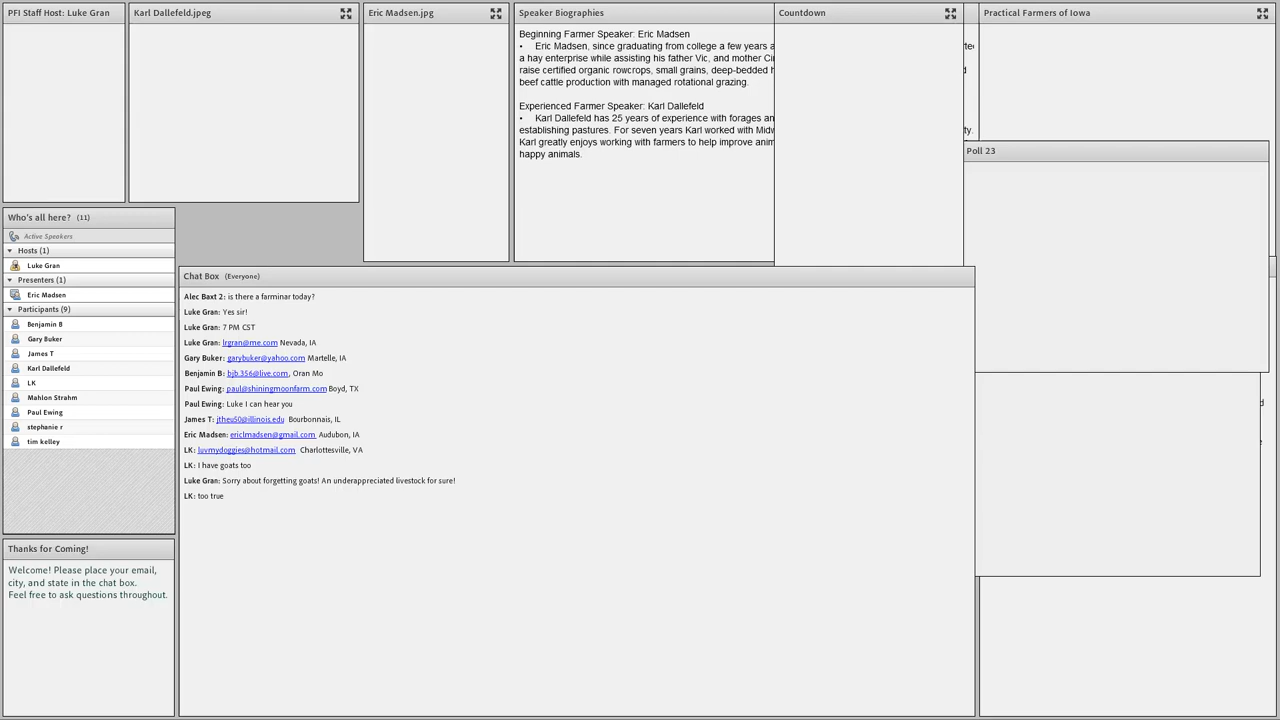 PFI Staff Host: Luke Gran
Karl Dallefeld.jpeg
Eric Madsen.jpg
Speaker Biographies
Countdown
Practical Farmers of Iowa
Beginning Farmer Speaker: Eric Madsen
• Eric Madsen, since graduating from college a few years a
a hay enterprise while assisting his father Vic, and mother
raise certified organic rowcrops, small grains, deep-bedded
beef cattle production with managed rotational grazing.
Experienced Farmer Speaker: Karl Dallefeld
• Karl Dallefeld has 25 years of experience with forages an
establishing pastures. For seven years Karl worked with
Karl greatly enjoys working with farmers to help improve
happy animals.
Poll 23
Who's all here? (11)
Active Speakers
Hosts (1)
Luke Gran
Presenters (1)
Eric Madsen
Participants (9)
Benjamin B
Gary Buker
James T
Karl Dallefeld
LK
Mahlon Strahm
Paul Ewing
stephanie r
tim kelley
Chat Box (Everyone)
Alec Baxt 2: is there a farminar today?
Luke Gran: Yes sir!
Luke Gran: 7 PM CST
Luke Gran: lrgran@me.com Nevada, IA
Gary Buker: garybuker@yahoo.com Martelle, IA
Benjamin B: bjb.356@live.com, Oran Mo
Paul Ewing: paul@shiningmoonfarm.com Boyd, TX
Paul Ewing: Luke I can hear you
James T: jtheu50@illinois.edu Bourbonnais, IL
Eric Madsen: ericlmadsen@gmail.com Audubon, IA
LK: luvmydoggies@hotmail.com Charlottesville, VA
LK: I have goats too
Luke Gran: Sorry about forgetting goats! An underappreciated livestock for sure!
LK: too true
Thanks for Coming!
Welcome! Please place your email,
city, and state in the chat box.
Feel free to ask questions throughout.